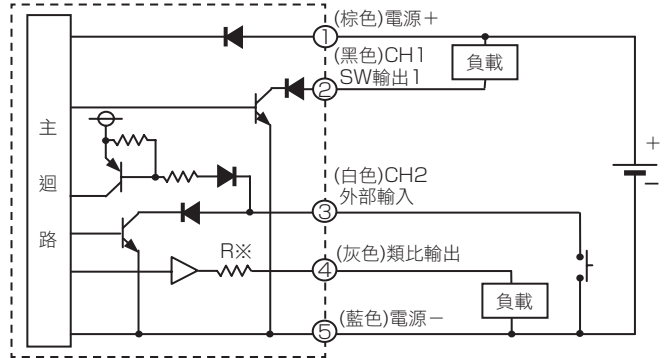 (棕色)電源＋
①
(黑色)CH1
SW輸出1
②
負載
主迴路
＋
－
(白色)CH2
外部輸入
③
R※
(灰色)類比輸出
④
負載
(藍色)電源－
⑤